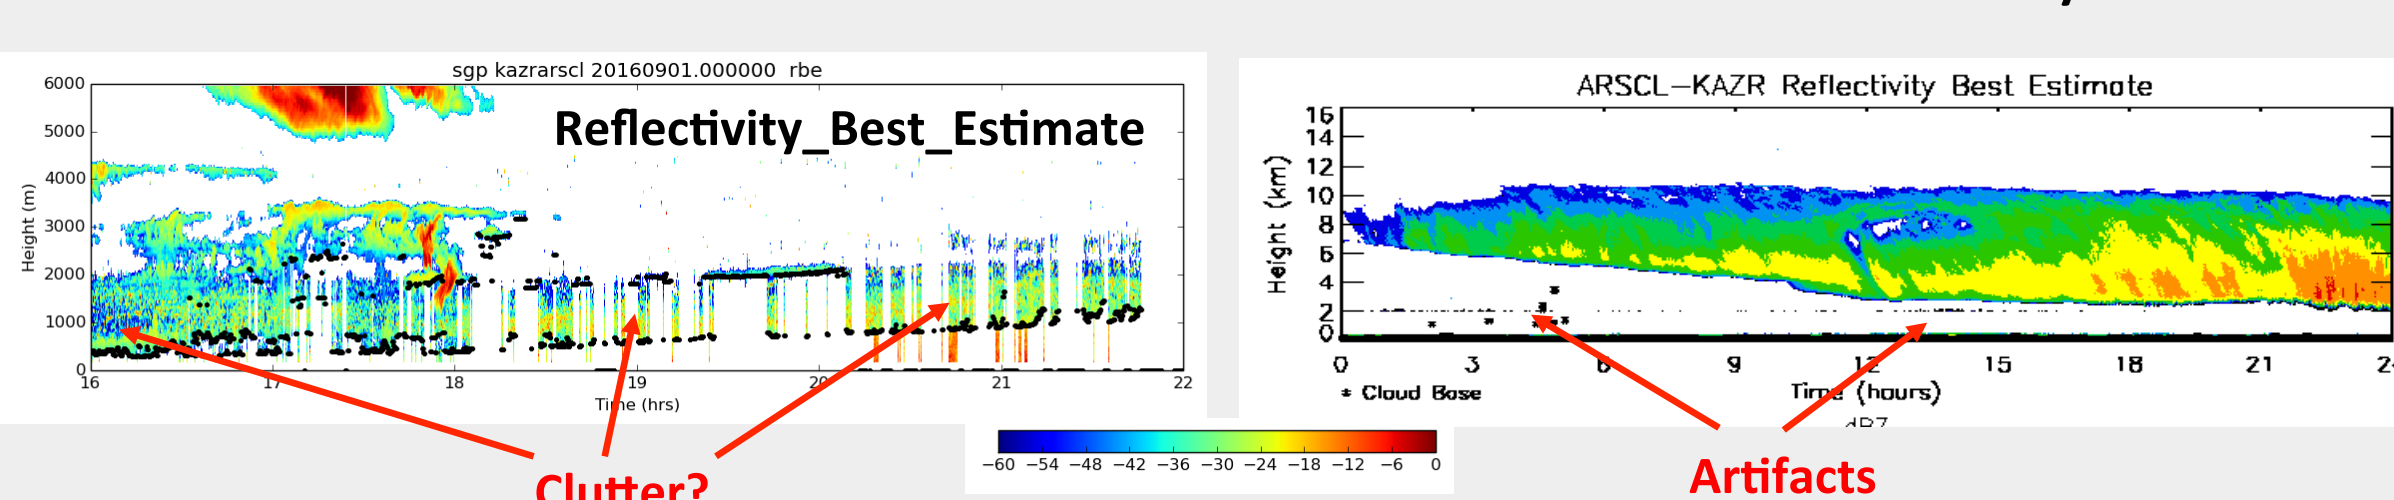 sgp kazrarscl 20160901.000000 rbe
Reflectivity_Best_Estimate
6000
5000
4000
3000
2000
1000
0
Height (m)
16 17 18 19 20 21 22
Time (hrs)
Clutter?
ARSCL-KAZR Reflectivity Best Estimate
16
14
12
10
8
6
4
2
0
Height (km)
0 3 6 9 12 15 18 21
* Cloud Base
Time (hours)
−60 −54 −48 −42 −36 −30 −24 −18 −12 −6 0
Artifacts